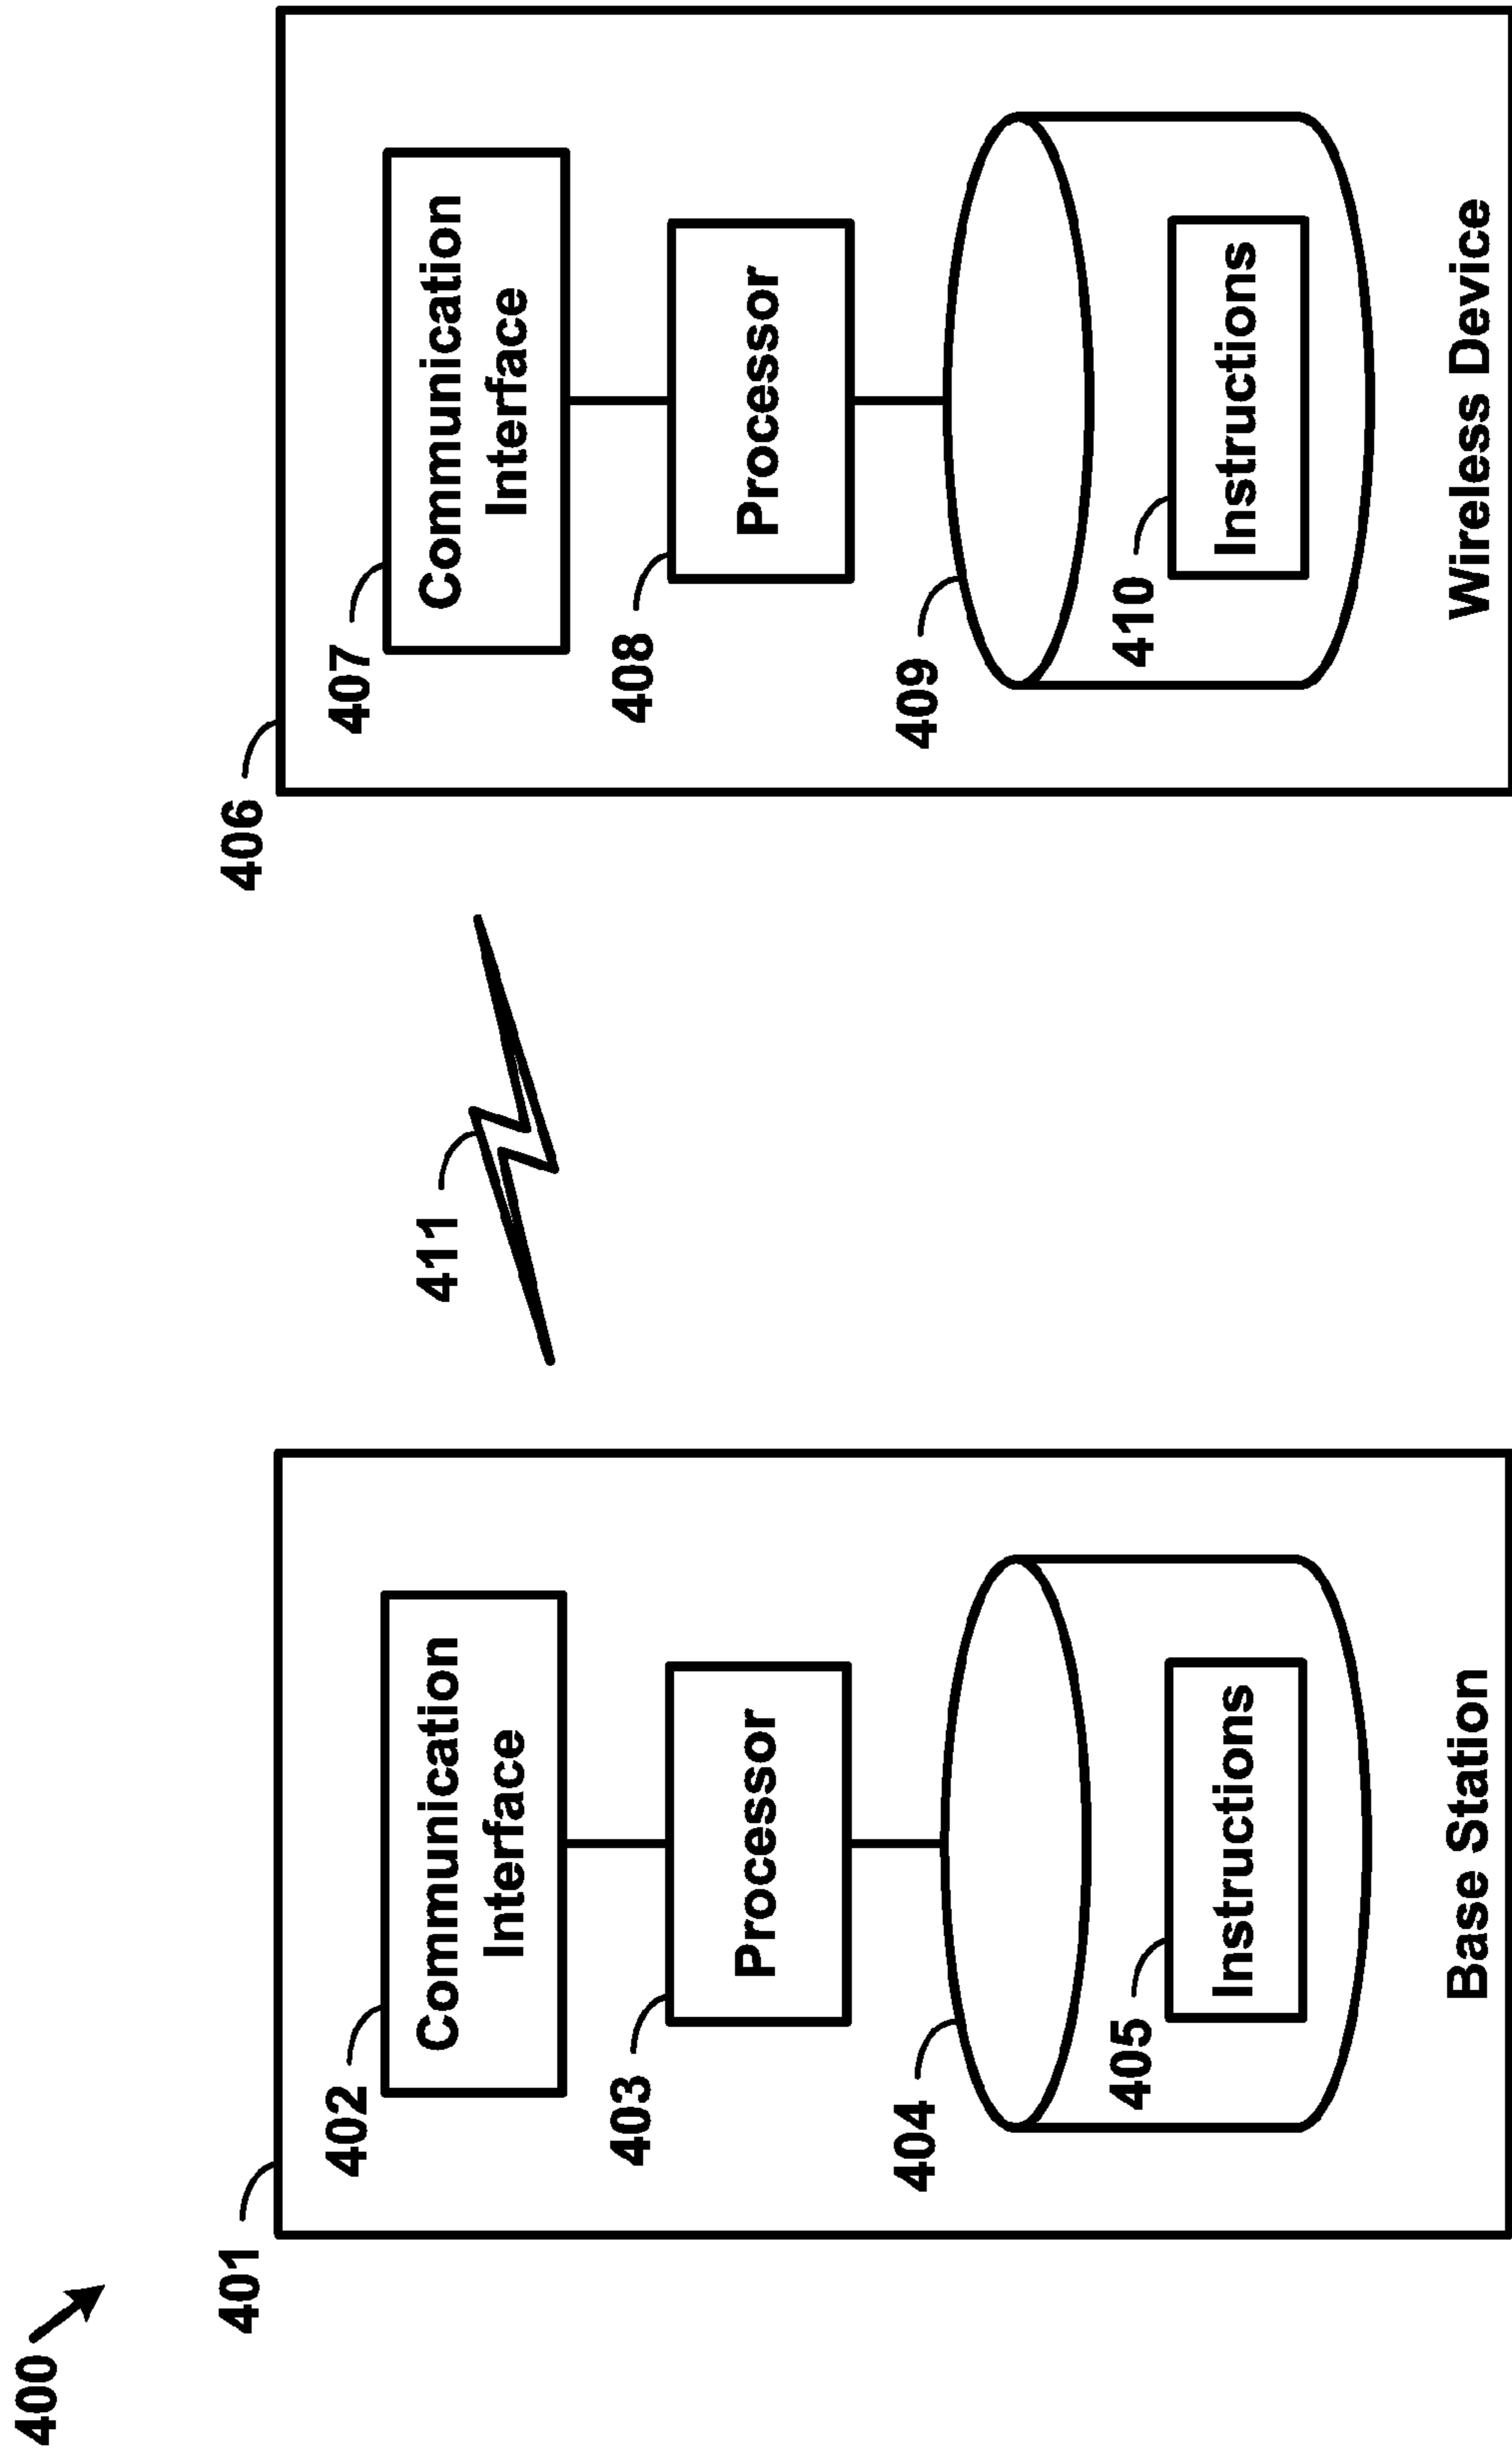 400
401
402
Communication
Interface
403
Processor
404
405
Instructions
Base Station
411
406
407
Communication
Interface
408
Processor
409
410
Instructions
Wireless Device